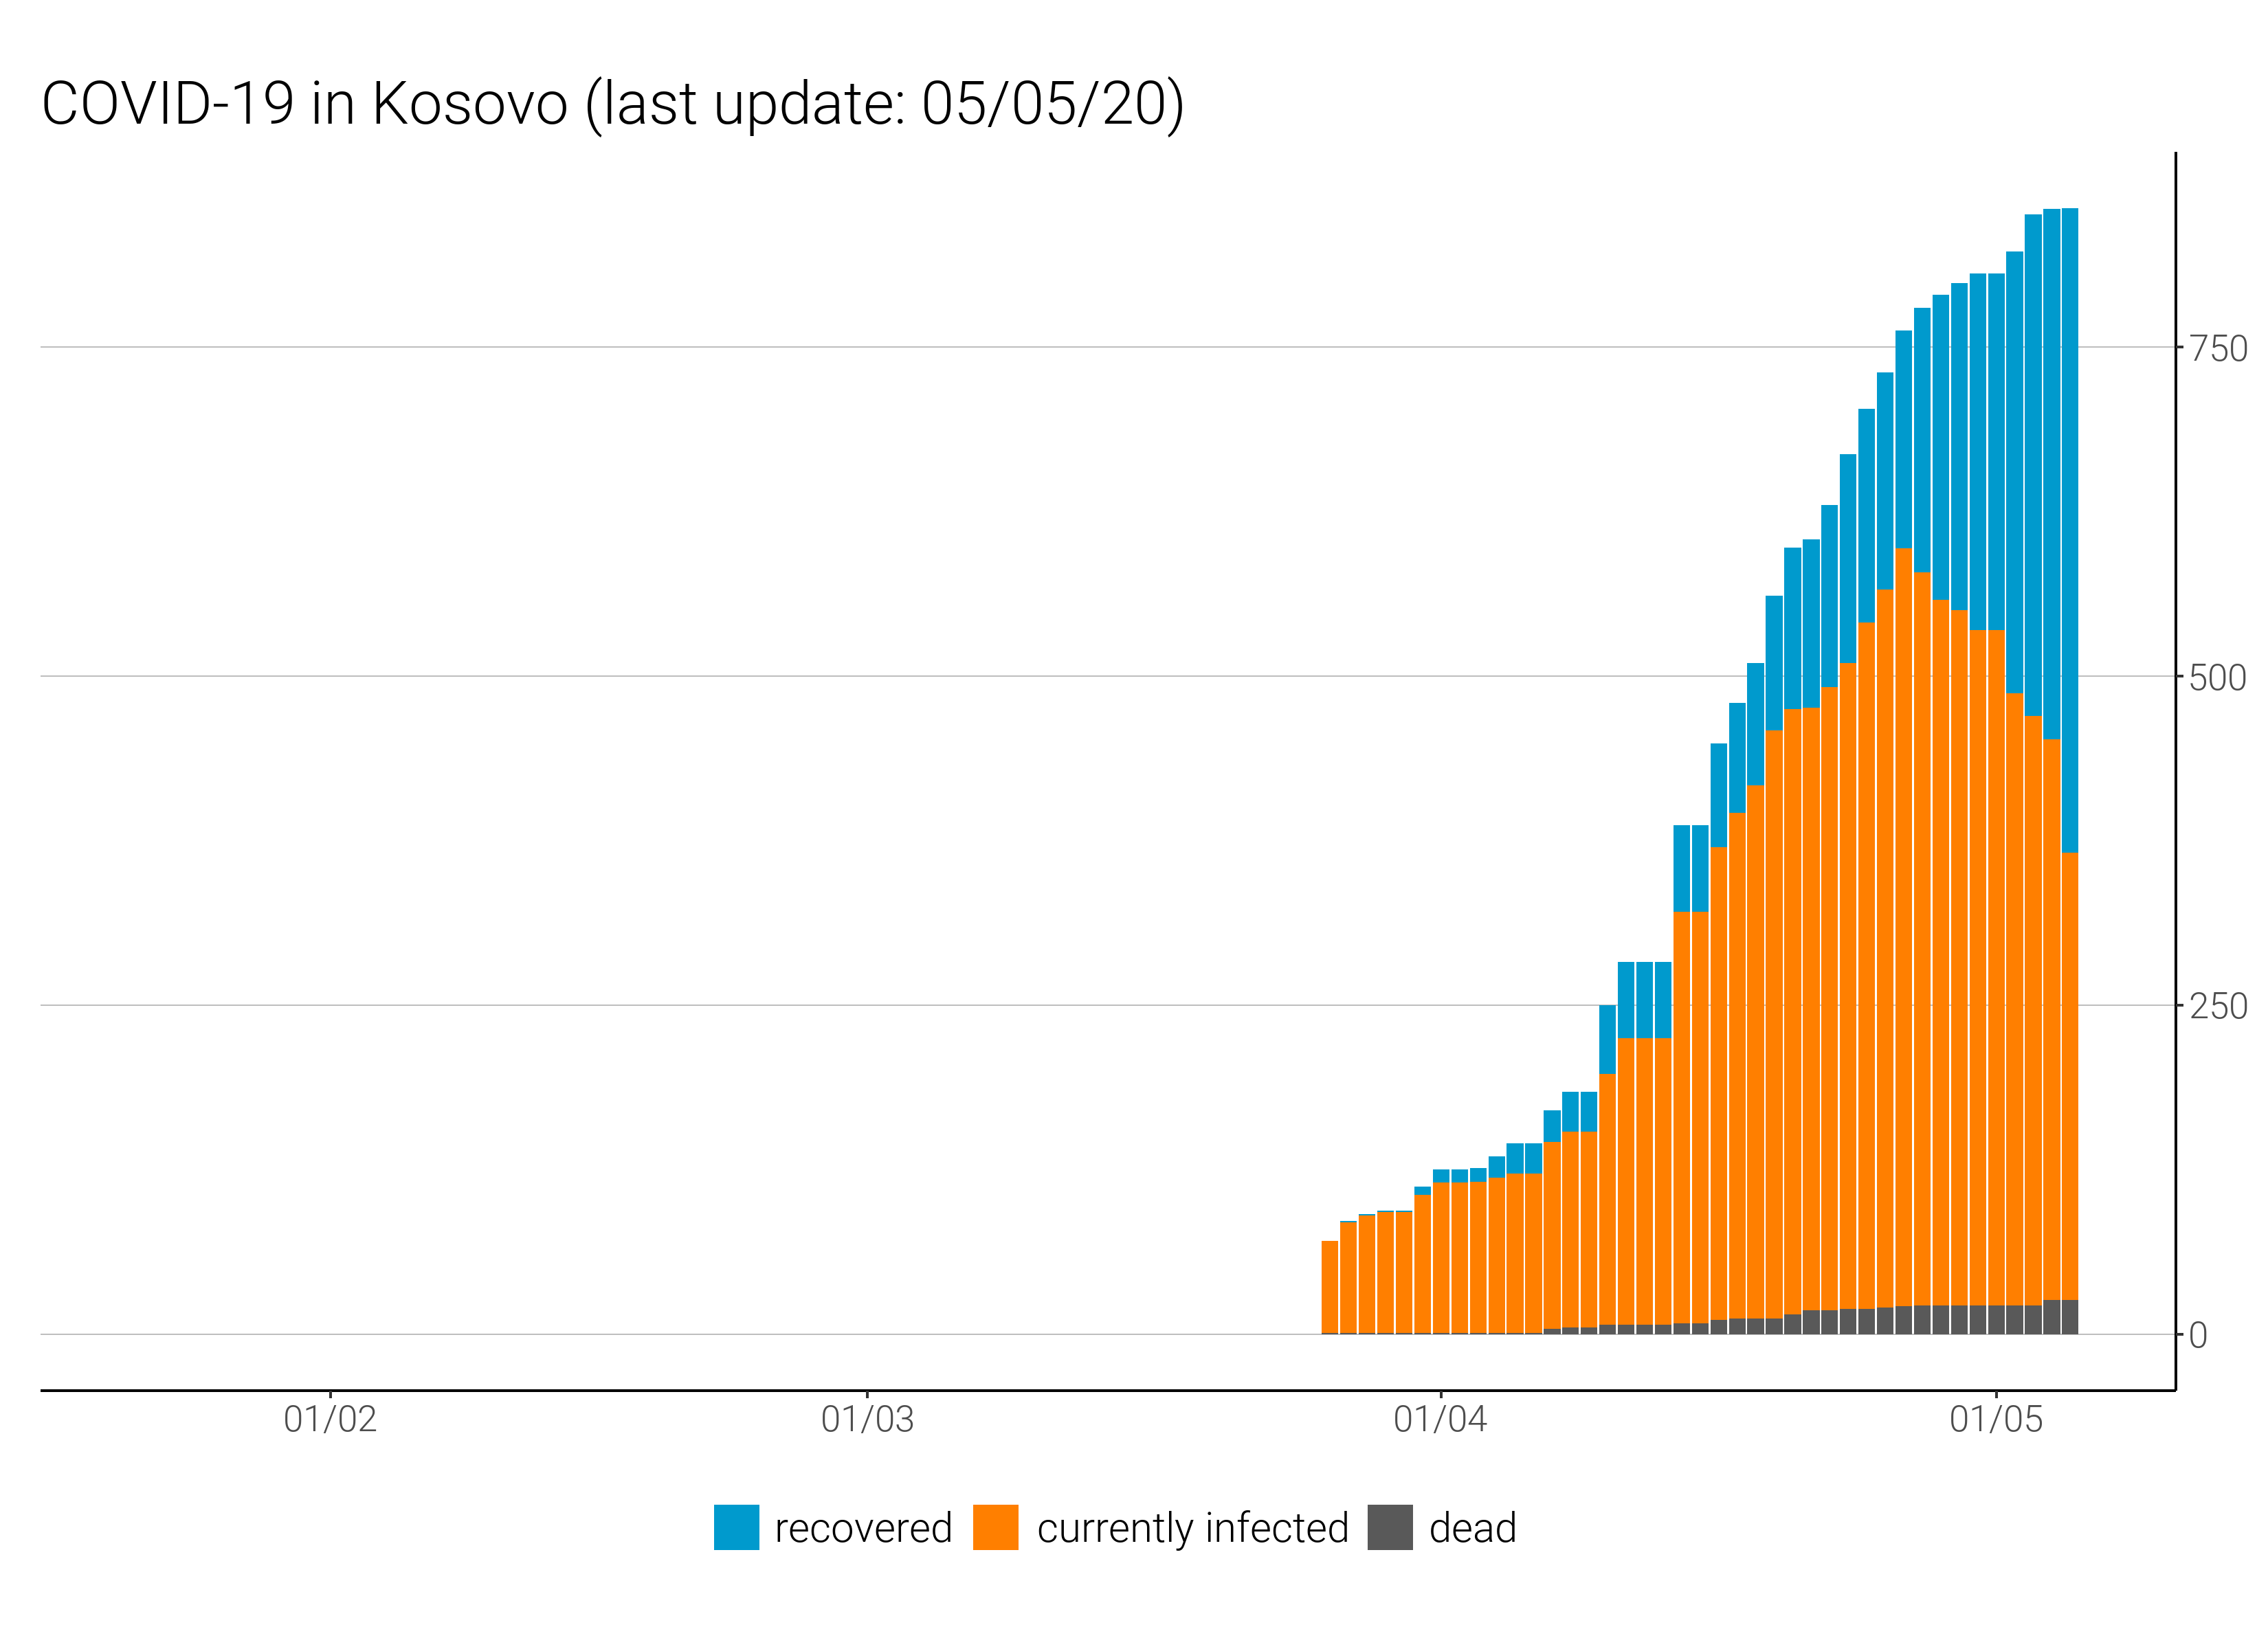 COVID-19 in Kosovo (last update: 05/05/20)
750
500
250
0
01/02 01/03 01/04 01/05
recovered currently infected dead